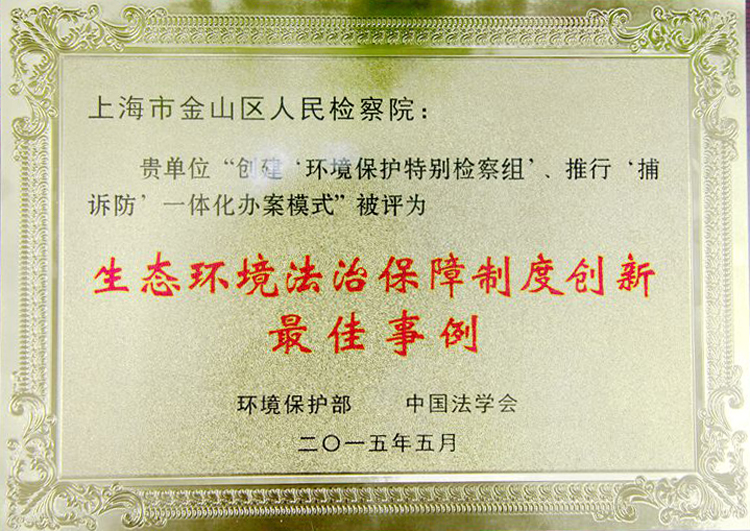 上海市金山区人民检察院：
贵单位“创建‘环境保护特别检察组’、推行‘捕
诉防’一体化办案模式”被评为
生态环境法治保障制度创新
最佳事例
环境保护部 中国法学会
二〇一五年五月